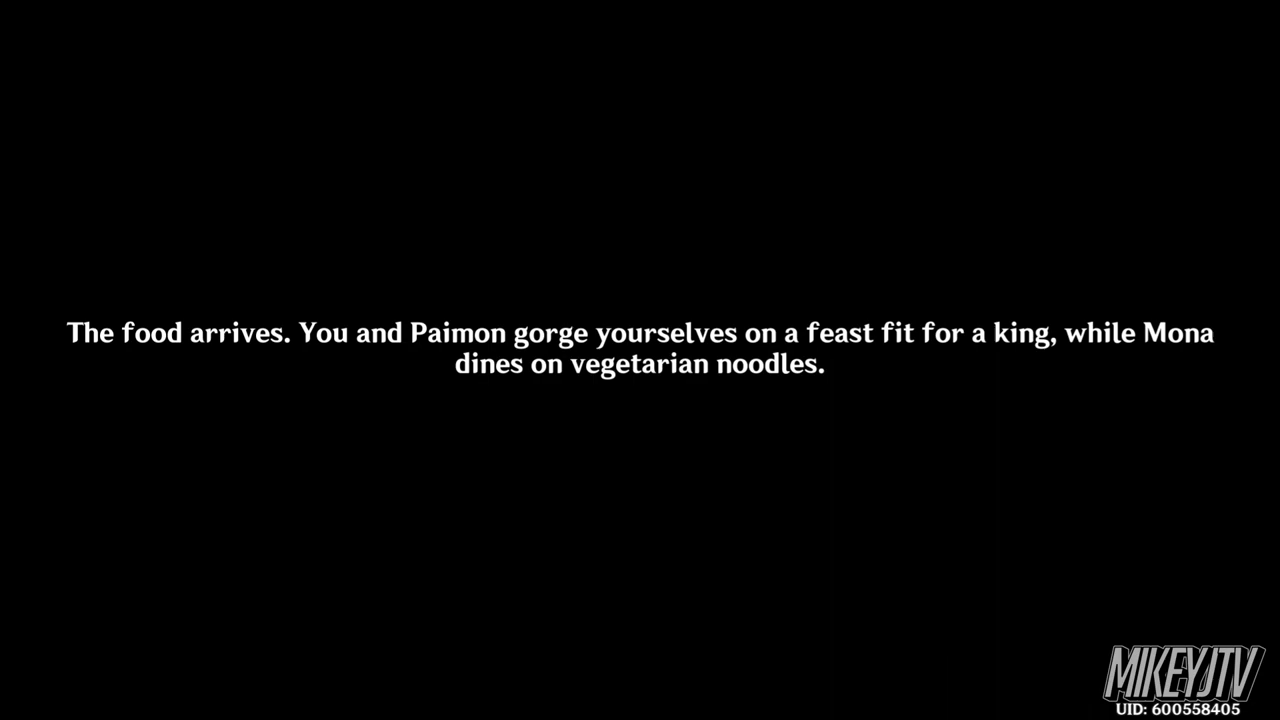 The food arrives. You and Paimon gorge yourselves on a feast fit for a king, while Mona
dines on vegetarian noodles.
MIKEYJTV
UID: 600558405